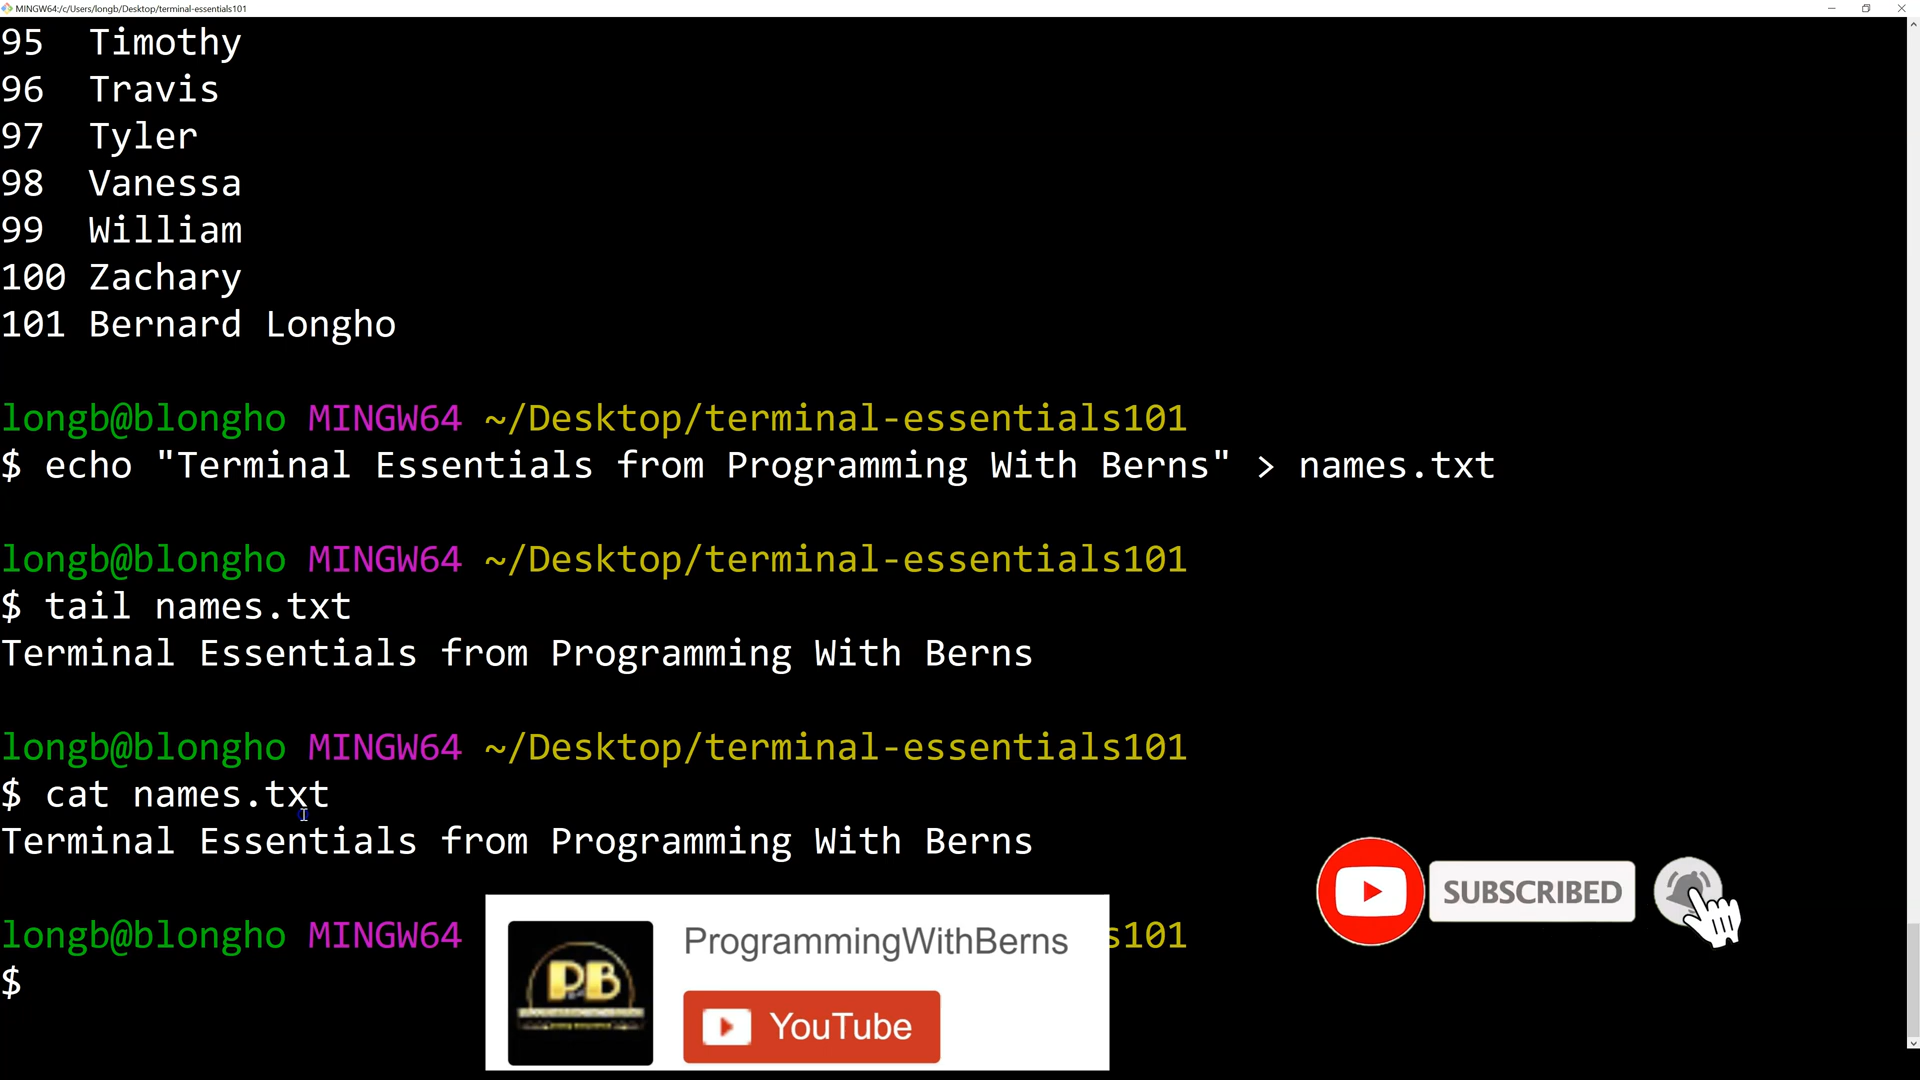 MINGW64:/c/Users/longb/Desktop/terminal-essentials101
95 Timothy
96 Travis
97 Tyler
98 Vanessa
99 William
100 Zachary
101 Bernard Longho
longb@blongho MINGW64 ~/Desktop/terminal-essentials101
$ echo "Terminal Essentials from Programming With Berns" > names.txt
longb@blongho MINGW64 ~/Desktop/terminal-essentials101
$ tail names.txt
Terminal Essentials from Programming With Berns
longb@blongho MINGW64 ~/Desktop/terminal-essentials101
$ cat names.txt
Terminal Essentials from Programming With Berns
longb@blongho MINGW64 s101
$
PB
ProgrammingWithBerns
YouTube
SUBSCRIBED